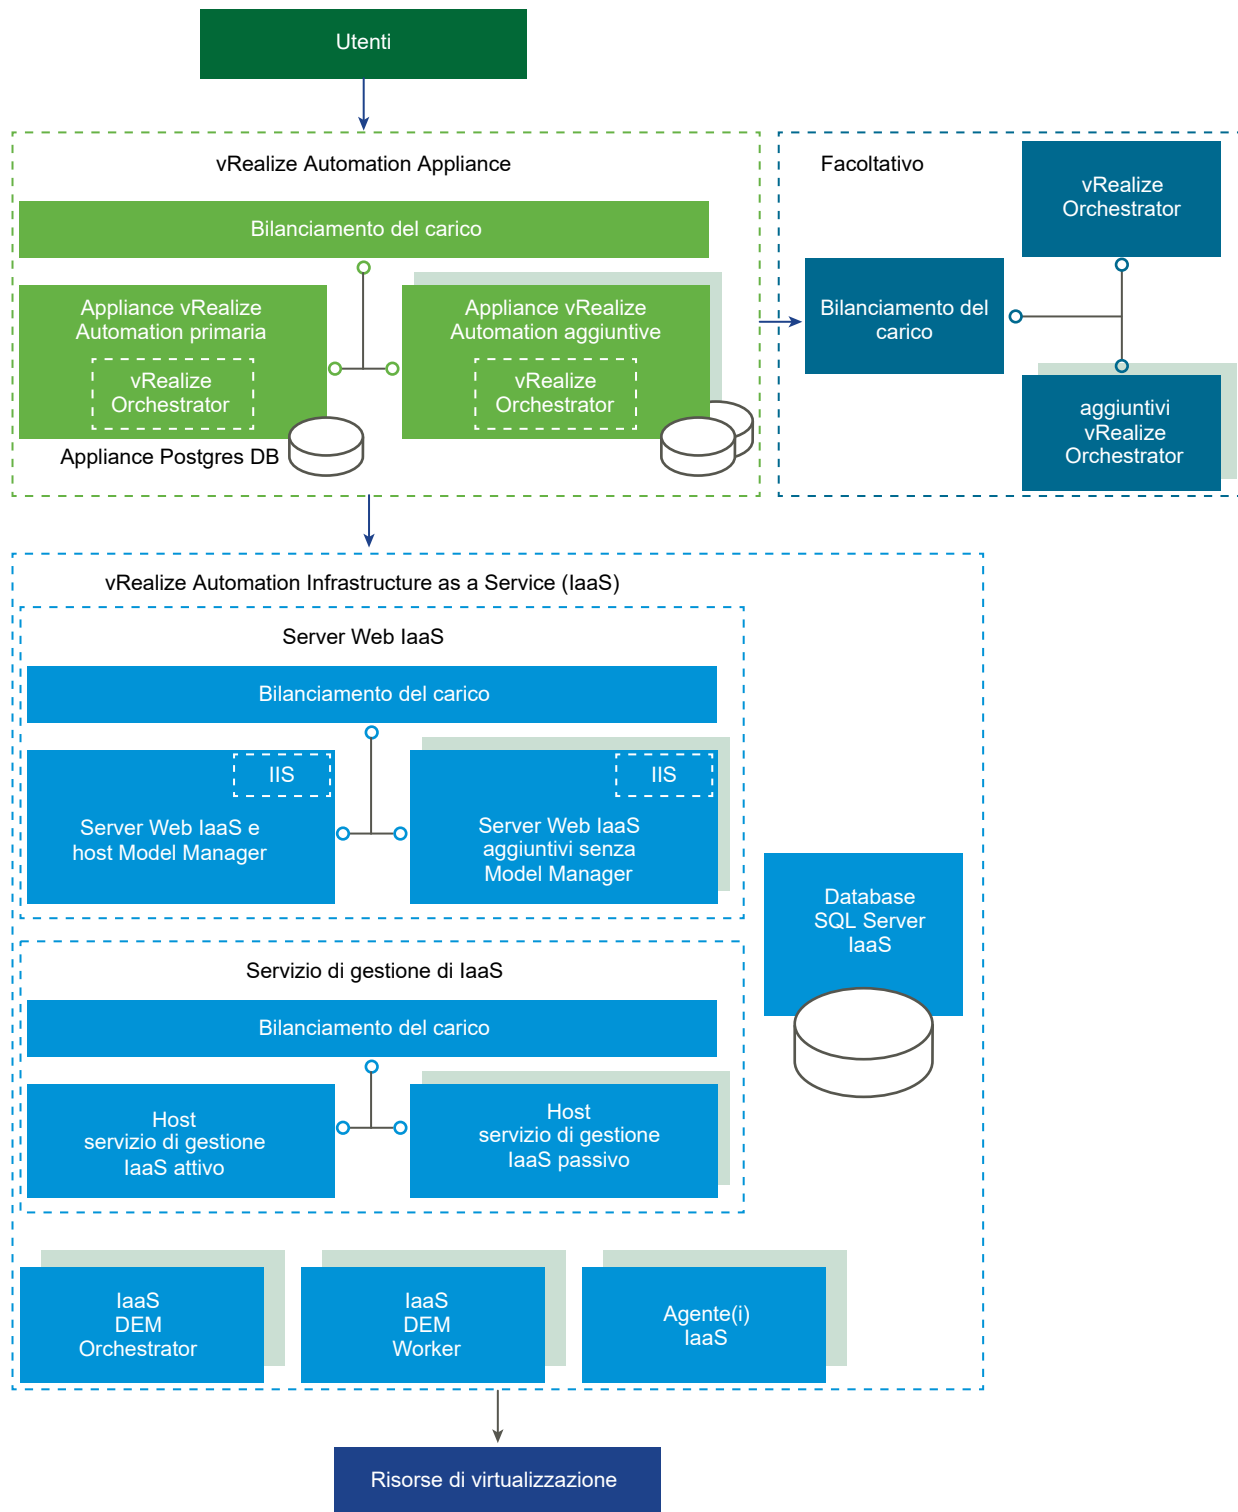 Utenti
vRealize Automation Appliance
Bilanciamento del carico
Appliance vRealize
Automation primaria
vRealize
Orchestrator
Appliance vRealize
Automation aggiuntive
vRealize
Orchestrator
Appliance Postgres DB
Facoltativo
vRealize
Orchestrator
Bilanciamento del
carico
aggiuntivi
vRealize
Orchestrator
vRealize Automation Infrastructure as a Service (IaaS)
Server Web IaaS
Bilanciamento del carico
IIS
Server Web IaaS e
host Model Manager
IIS
Server Web IaaS
aggiuntivi senza
Model Manager
Database
SQL Server
IaaS
Servizio di gestione di IaaS
Bilanciamento del carico
Host
servizio di gestione
IaaS attivo
Host
servizio di gestione
IaaS passivo
IaaS
DEM
Orchestrator
IaaS
DEM
Worker
Agente(i)
IaaS
Risorse di virtualizzazione